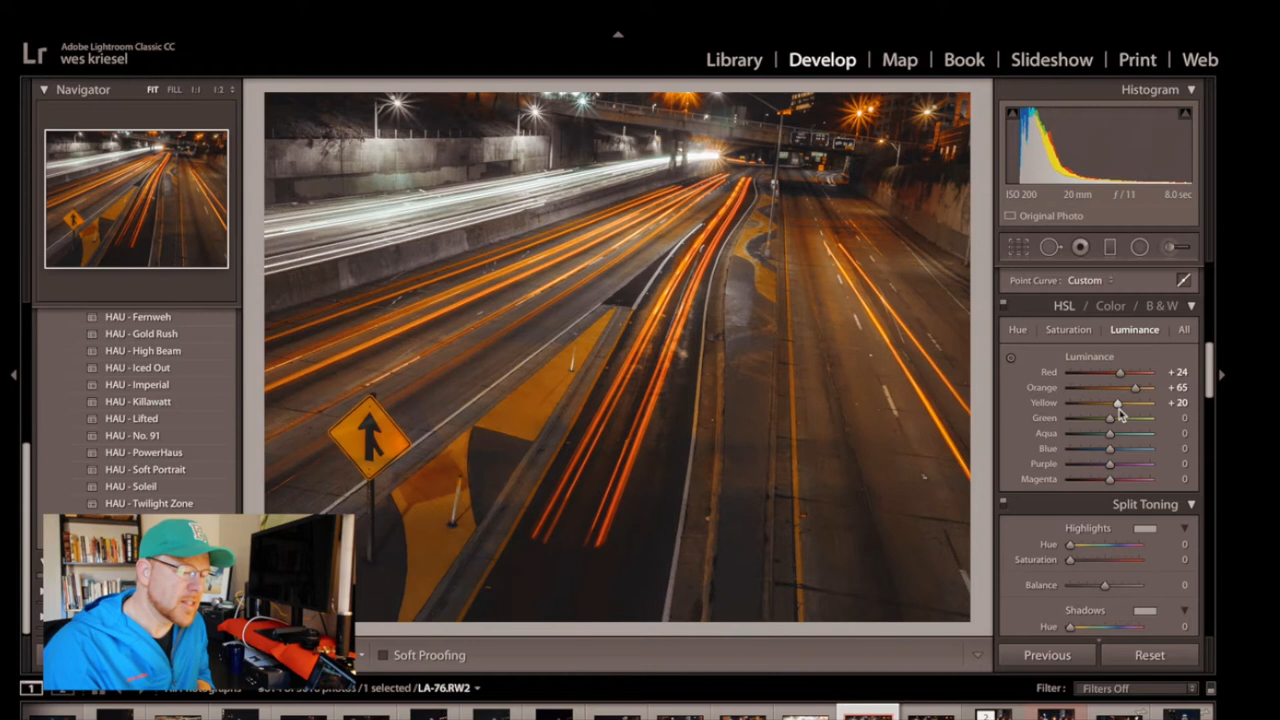 Lr Adobe Lightroom Classic CC
wes kriesel
Library | Develop | Map | Book | Slideshow | Print | Web
Navigator FIT FILL 1:1 1:2
HAU - Fernweh
HAU - Gold Rush
HAU - High Beam
HAU - Iced Out
HAU - Imperial
HAU - Killawatt
HAU - Lifted
HAU - No. 91
HAU - PowerHaus
HAU - Soft Portrait
HAU - Soleil
HAU - Twilight Zone
Histogram
ISO 200 20 mm ƒ / 11 8.0 sec
Original Photo
Point Curve : Custom
HSL / Color / B & W
Hue Saturation Luminance All
Luminance
Red + 24
Orange + 65
Yellow + 20
Green 0
Aqua 0
Blue 0
Purple 0
Magenta 0
Split Toning
Highlights
Hue 0
Saturation 0
Balance 0
Shadows
Hue 0
Soft Proofing
Previous Reset
1 photos /1 selected /LA-76.RW2
Filter : Filters Off